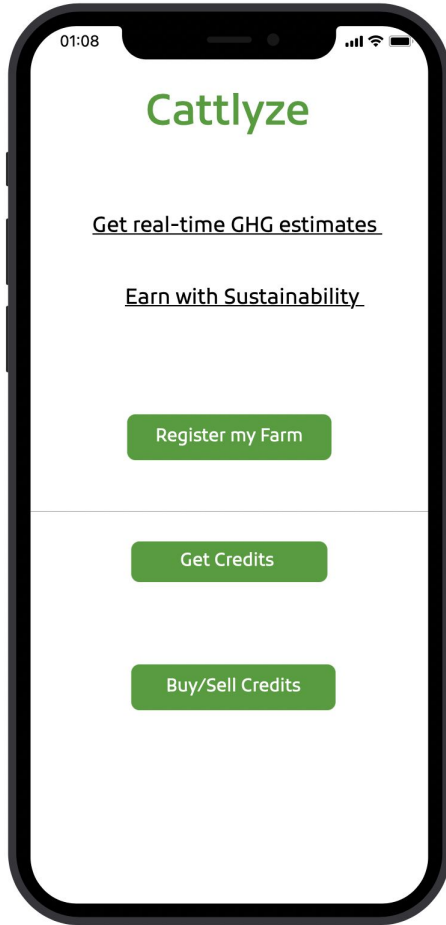 01:08
Cattlyze
Get real-time GHG estimates
Earn with Sustainability
Register my Farm
Get Credits
Buy/Sell Credits